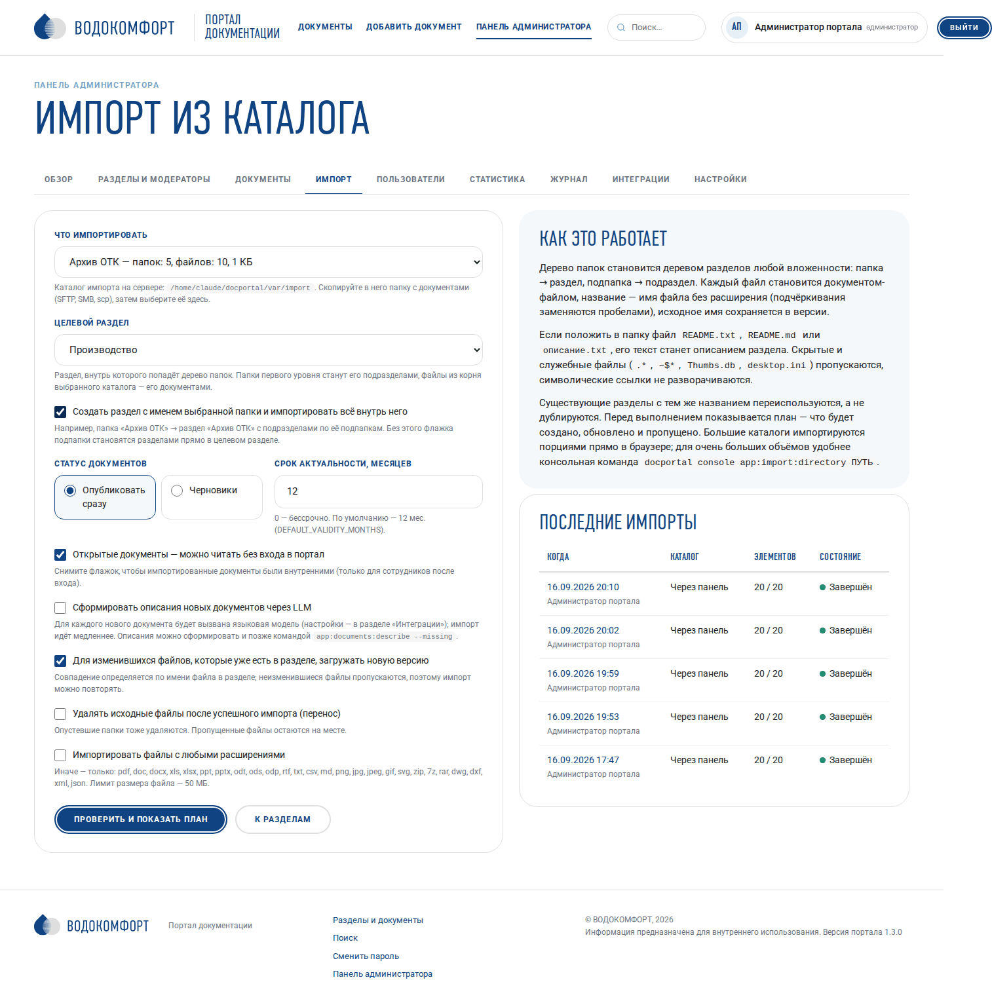 ВОДОКОМФОРТ
ПОРТАЛ
ДОКУМЕНТАЦИИ
ДОКУМЕНТЫ
ДОБАВИТЬ ДОКУМЕНТ
ПАНЕЛЬ АДМИНИСТРАТОРА
Поиск...
АП
Администратор портала администратор
ВЫЙТИ
ПАНЕЛЬ АДМИНИСТРАТОРА
ИМПОРТ ИЗ КАТАЛОГА
ОБЗОР
РАЗДЕЛЫ И МОДЕРАТОРЫ
ДОКУМЕНТЫ
ИМПОРТ
ПОЛЬЗОВАТЕЛИ
СТАТИСТИКА
ЖУРНАЛ
ИНТЕГРАЦИИ
НАСТРОЙКИ
ЧТО ИМПОРТИРОВАТЬ
Архив ОТК — папок: 5, файлов: 10, 1 КБ
Каталог импорта на сервере: /home/claude/docportal/var/import. Скопируйте в него папку с документами
(SFTP, SMB, scp), затем выберите её здесь.
ЦЕЛЕВОЙ РАЗДЕЛ
Производство
Раздел, внутрь которого попадёт дерево папок. Папки первого уровня станут его подразделами, файлы из корня
выбранного каталога — его документами.
Создать раздел с именем выбранной папки и импортировать всё внутрь него
Например, папка «Архив ОТК» → раздел «Архив ОТК» с подразделами по её подпапкам. Без этого флажка
подпапки становятся разделами прямо в целевом разделе.
СТАТУС ДОКУМЕНТОВ
Опубликовать
сразу
Черновики
СРОК АКТУАЛЬНОСТИ, МЕСЯЦЕВ
12
0 — бессрочно. По умолчанию — 12 мес.
(DEFAULT_VALIDITY_MONTHS).
Открытые документы — можно читать без входа в портал
Снимите флажок, чтобы импортированные документы были внутренними (только для сотрудников после
входа).
Сформировать описания новых документов через LLM
Для каждого нового документа будет вызвана языковая модель (настройки — в разделе «Интеграции»); импорт
идёт медленнее. Описания можно сформировать и позже командой app:documents:describe --missing.
Для изменившихся файлов, которые уже есть в разделе, загружать новую версию
Совпадение определяется по имени файла в разделе; неизменившиеся файлы пропускаются, поэтому импорт
можно повторять.
Удалять исходные файлы после успешного импорта (перенос)
Опустевшие папки тоже удаляются. Пропущенные файлы остаются на месте.
Импортировать файлы с любыми расширениями
Иначе — только: pdf, doc, docx, xls, xlsx, ppt, pptx, odt, ods, odp, rtf, txt, csv, md, png, jpg, jpeg, gif, svg, zip, 7z, rar, dwg, dxf,
xml, json. Лимит размера файла — 50 МБ.
ПРОВЕРИТЬ И ПОКАЗАТЬ ПЛАН
К РАЗДЕЛАМ
КАК ЭТО РАБОТАЕТ
Дерево папок становится деревом разделов любой вложенности: папка
→ раздел, подпапка → подраздел. Каждый файл становится документом-
файлом, название — имя файла без расширения (подчёркивания
заменяются пробелами), исходное имя сохраняется в версии.
Если положить в папку файл README.txt, README.md или
описание.txt, его текст станет описанием раздела. Скрытые и
служебные файлы (.*, ~$*, Thumbs.db, desktop.ini) пропускаются,
символические ссылки не разворачиваются.
Существующие разделы с тем же названием переиспользуются, а не
дублируются. Перед выполнением показывается план — что будет
создано, обновлено и пропущено. Большие каталоги импортируются
порциями прямо в браузере; для очень больших объёмов удобнее
консольная команда docportal console app:import:directory ПУТЬ.
ПОСЛЕДНИЕ ИМПОРТЫ
КОГДА КАТАЛОГ ЭЛЕМЕНТОВ СОСТОЯНИЕ
16.09.2026 20:10 Через панель 20 / 20 Завершён
Администратор портала
16.09.2026 20:02 Через панель 20 / 20 Завершён
Администратор портала
16.09.2026 19:59 Через панель 20 / 20 Завершён
Администратор портала
16.09.2026 19:53 Через панель 20 / 20 Завершён
Администратор портала
16.09.2026 17:47 Через панель 20 / 20 Завершён
Администратор портала
ВОДОКОМФОРТ
Портал документации
Разделы и документы
Поиск
Сменить пароль
Панель администратора
© ВОДОКОМФОРТ, 2026
Информация предназначена для внутреннего использования. Версия портала 1.3.0